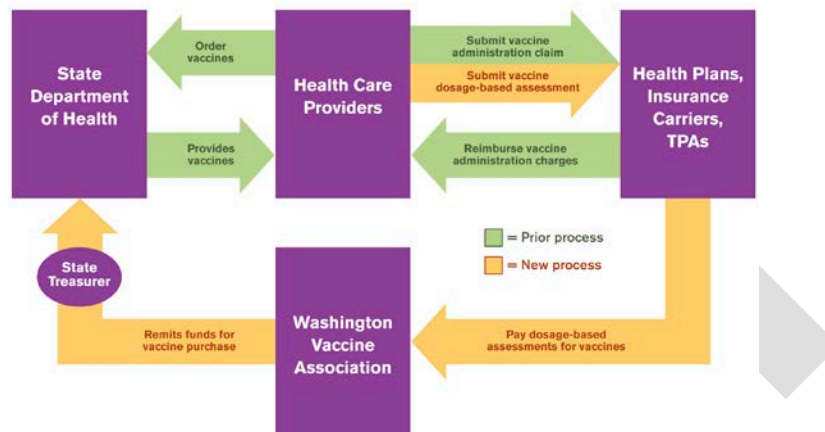 State
Department
of Health
Order
vaccines
Provides
vaccines
Health Care
Providers
Submit vaccine
administration claim
Submit vaccine
dosage-based assessment
Reimburse vaccine
administration charges
Health Plans,
Insurance
Carriers,
TPAs
= Prior process
= New process
State
Treasurer
Remits funds for
vaccine purchase
Washington
Vaccine
Association
Pay dosage-based
assessments for vaccines